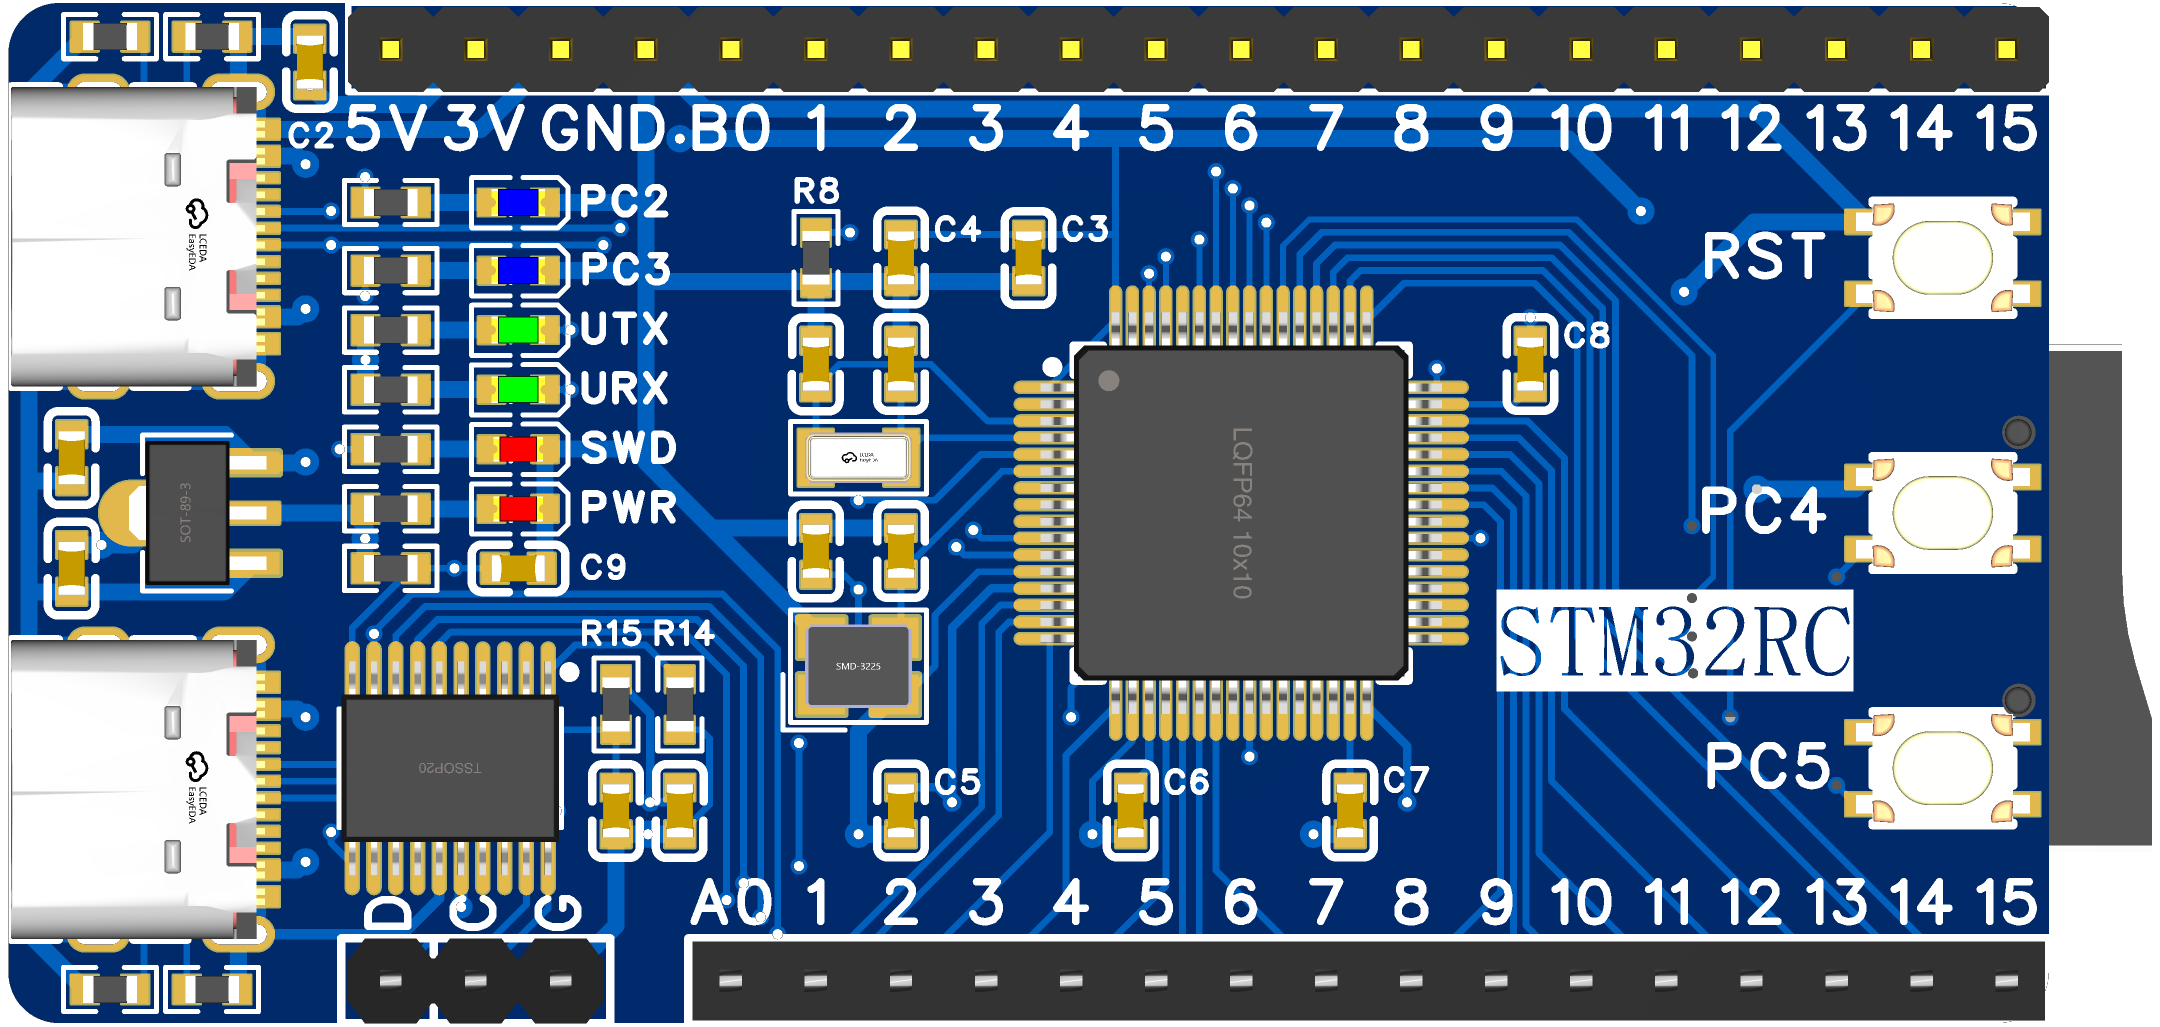 C2 5V 3V GND B0 1 2 3 4 5 6 7 8 9 10 11 12 13 14 15
PC2
R8
C4
C3
LCEDA
EasyEDA
PC3
RST
UTX
C8
URX
SWD
LCEDA
EasyEDA
LQFP64 10x10
SOT-89-3
PWR
PC4
C9
R15 R14
STM32RC
SMD-3225
TSSOP20
LCEDA
EasyEDA
C5
C6
C7
PC5
D C G A0 1 2 3 4 5 6 7 8 9 10 11 12 13 14 15